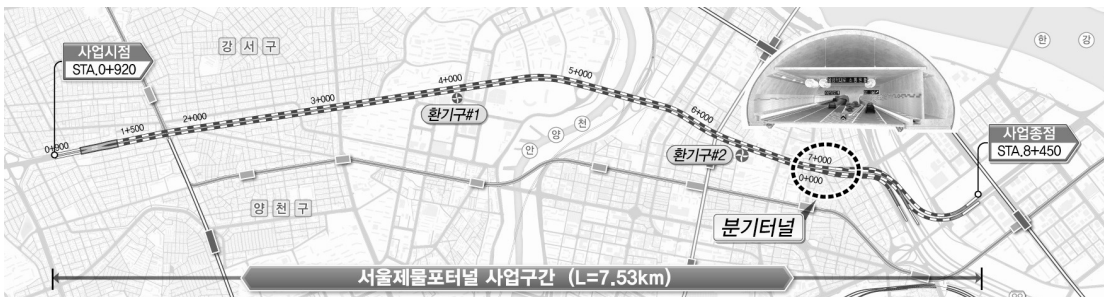 사업시점
STA.0+920
강서구
0+900
1+500
2+000
3+000
4+000
환기구#1
5+000
안양천
6+000
환기구#2
7+000
0+000
분기터널
한강
사업종점
STA.8+450
양천구
서울제물포터널 사업구간 (L=7.53km)